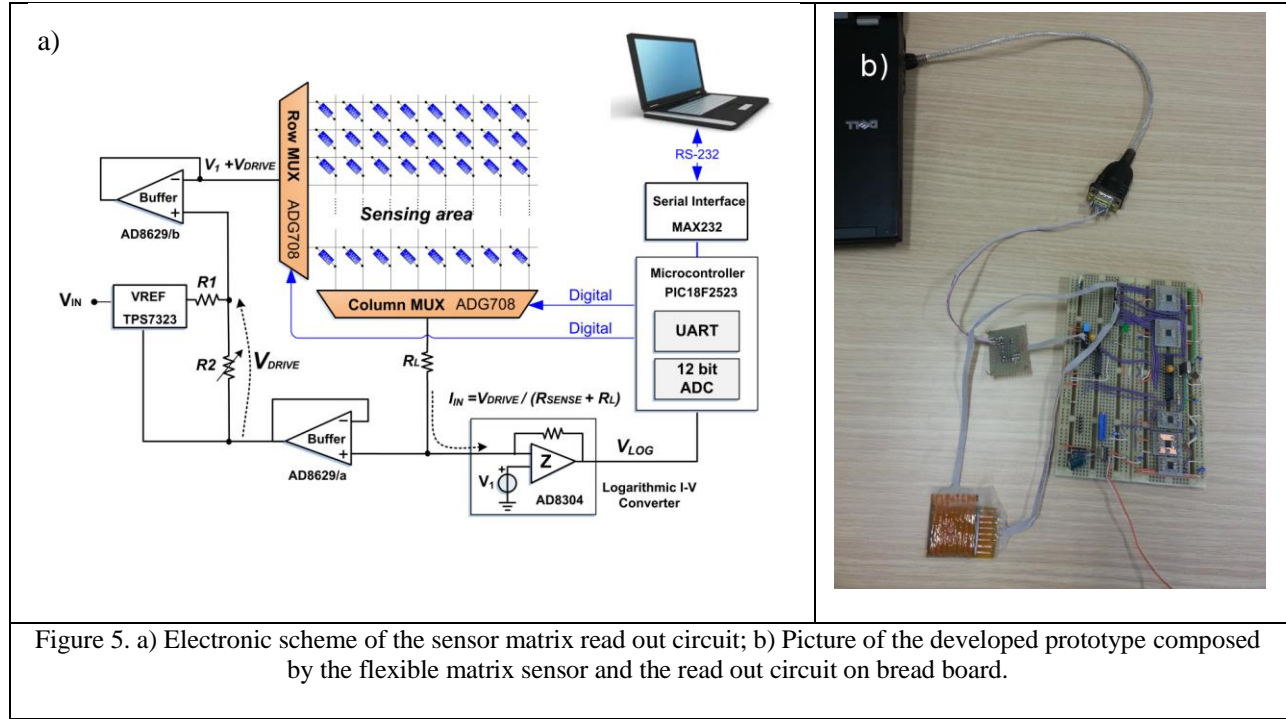 a)
Row MUX ADG708
V1 +VDRIVE
Buffer
AD8629/b
Sensing area
RS-232
Serial Interface
MAX232
Microcontroller
PIC18F2523
UART
12 bit
ADC
Digital
Digital
Column MUX ADG708
VIN
VREF
TPS7323
R1
R2
VDRIVE
RL
IIN =VDRIVE / (RSENSE + RL)
Buffer
AD8629/a
V1
Z
AD8304
VLOG
Logarithmic I-V
Converter
b)
DELL
Figure 5. a) Electronic scheme of the sensor matrix read out circuit; b) Picture of the developed prototype composed
by the flexible matrix sensor and the read out circuit on bread board.